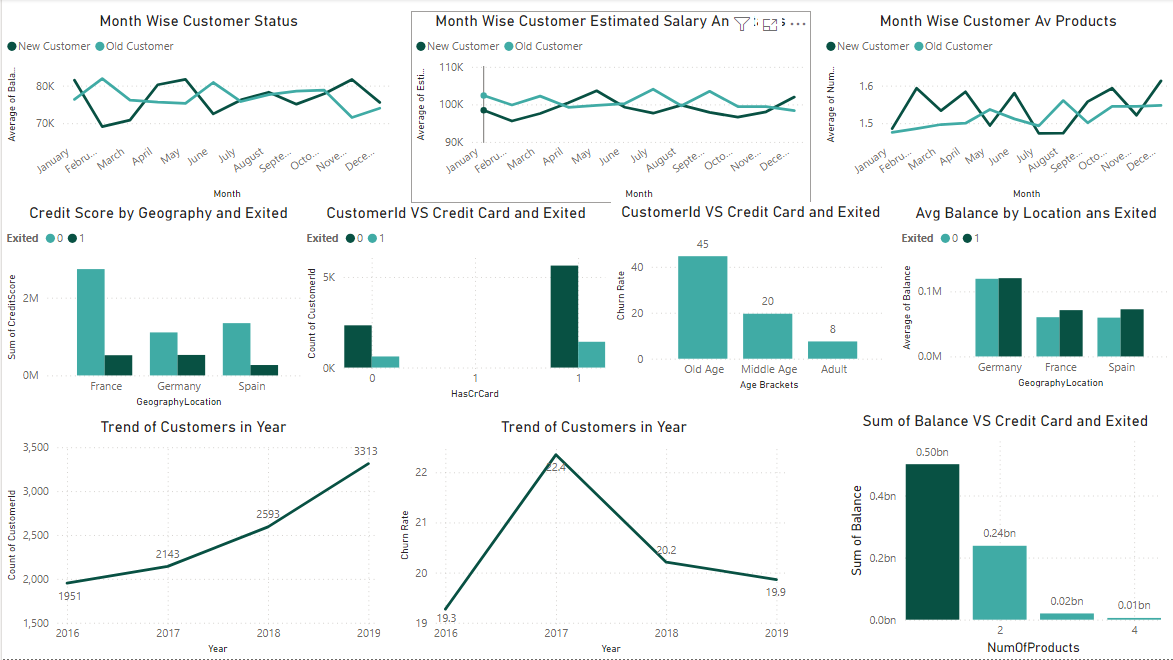 Month Wise Customer Status
New Customer Old Customer
Average of Bala...
80K
70K
January
Febru...
March
April
May
June
July
August
Septe...
Octo...
Nove...
Dece...
Month
Month Wise Customer Estimated Salary An
New Customer Old Customer
Average of Esti...
110K
100K
90K
January
Febru...
March
April
May
June
July
August
Septe...
Octo...
Nove...
Dece...
Month
Month Wise Customer Av Products
New Customer Old Customer
Average of Num...
1.6
1.5
January
Febru...
March
April
May
June
July
August
Septe...
Octo...
Nove...
Dece...
Month
Credit Score by Geography and Exited
Exited 0 1
Sum of CreditScore
2M
0M
France Germany Spain
GeographyLocation
CustomerId VS Credit Card and Exited
Exited 0 1
Count of CustomerId
5K
0K
0 1 1
HasCrCard
CustomerId VS Credit Card and Exited
Churn Rate
40
20
0
45
20
8
Old Age Middle Age Adult
Age Brackets
Avg Balance by Location ans Exited
Exited 0 1
Average of Balance
0.1M
0.0M
Germany France Spain
GeographyLocation
Trend of Customers in Year
Count of CustomerId
3,500
3,000
2,500
2,000
1,500
1951
2143
2593
3313
2016 2017 2018 2019
Year
Trend of Customers in Year
Churn Rate
22
21
20
19
19.3
22.4
20.2
19.9
2016 2017 2018 2019
Year
Sum of Balance VS Credit Card and Exited
Sum of Balance
0.4bn
0.2bn
0.0bn
0.50bn
0.24bn
0.02bn
0.01bn
2 4
NumOfProducts